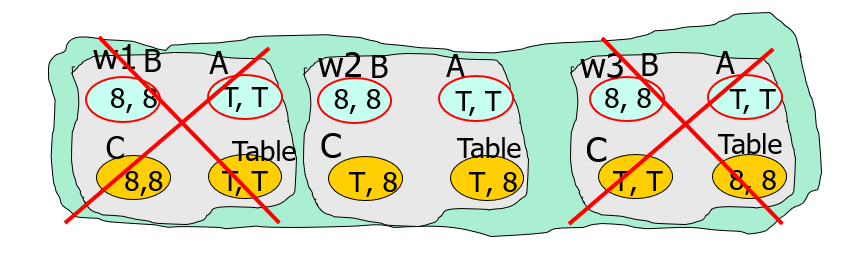 w1 B A
8, 8 T, T
C Table
8,8 T, T
w2 B A
8, 8 T, T
C Table
T, 8 T, 8
w3 B A
8, 8 T, T
C Table
T, T 8, 8